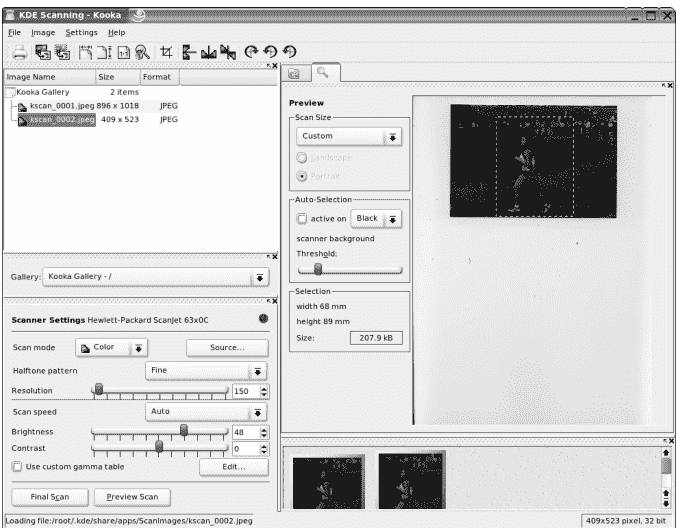 KDE Scanning - Kooka
File Image Settings Help
Image Name Size Format
Kooka Gallery 2 items
kscan_0001.jpeg 896 x 1018 JPEG
kscan_0002.jpeg 409 x 523 JPEG
Gallery: Kooka Gallery - /
Scanner Settings Hewlett-Packard ScanJet 63x0C
Scan mode Color Source...
Halftone pattern Fine
Resolution 150
Scan speed Auto
Brightness 48
Contrast 0
Use custom gamma table Edit...
Final Scan Preview Scan
Preview
Scan Size
Custom
Landscape
Portrait
Auto-Selection
active on Black
scanner background
Threshold:
Selection
width 68 mm
height 89 mm
Size: 207.9 kB
Loading file:/root/.kde/share/apps/ScanImages/kscan_0002.jpeg
409x523 pixel, 32 bit